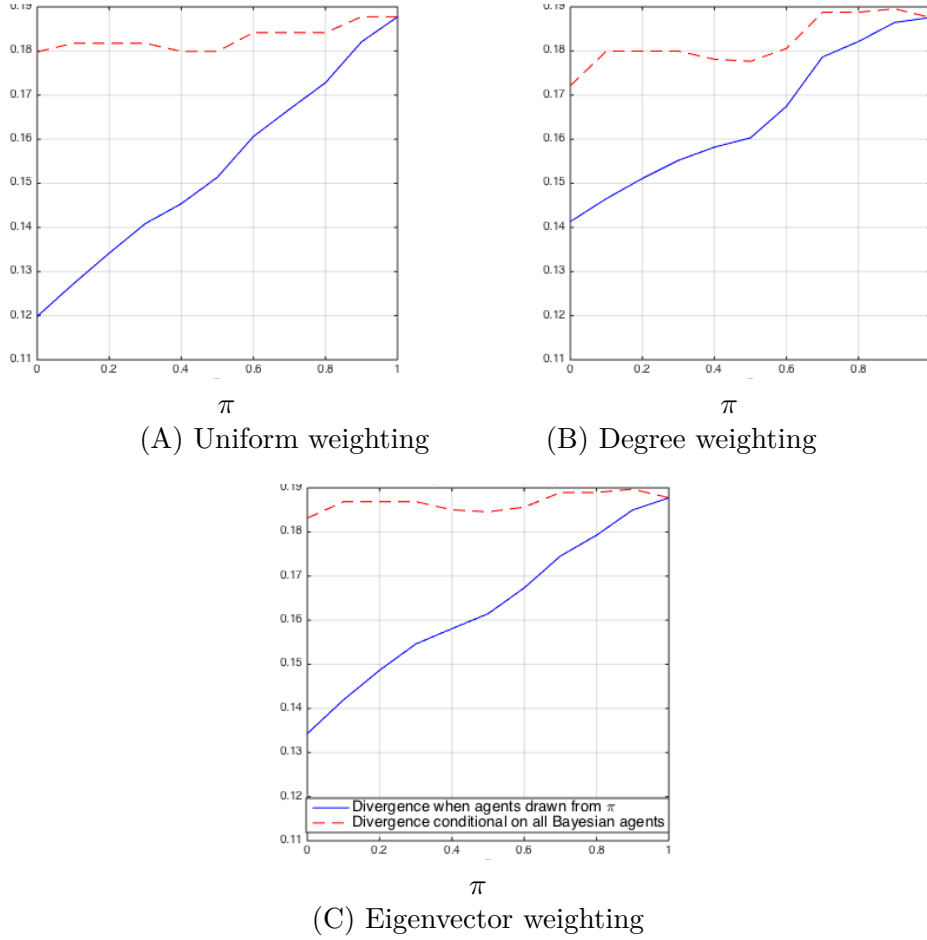 0.19
0.18
0.17
0.16
0.15
0.14
0.13
0.12
0.11
0 0.2 0.4 0.6 0.8 1
π
(A) Uniform weighting
0.19
0.18
0.17
0.16
0.15
0.14
0.13
0.12
0.11
0 0.2 0.4 0.6 0.8
π
(B) Degree weighting
0.19
0.18
0.17
0.16
0.15
0.14
0.13
0.12
0.11
Divergence when agents drawn from π
Divergence conditional on all Bayesian agents
0 0.2 0.4 0.6 0.8 1
π
(C) Eigenvector weighting